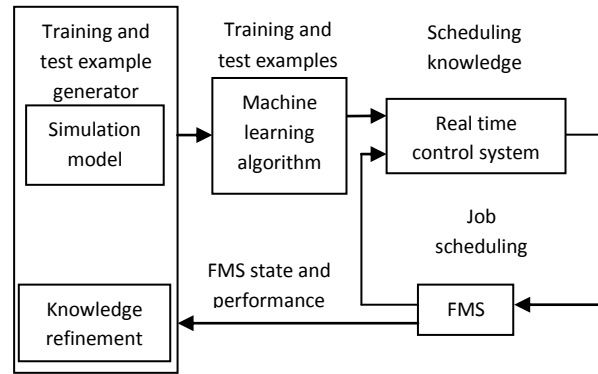 Training and
test example
generator
Simulation
model
Training and
test examples
Machine
learning
algorithm
Scheduling
knowledge
Real time
control system
Job
scheduling
FMS state and
performance
FMS
Knowledge
refinement